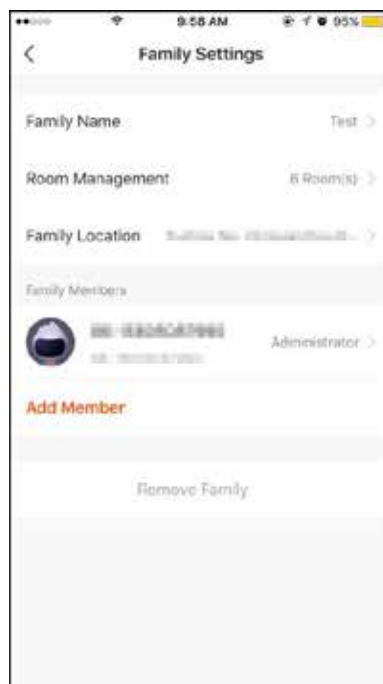 9:58 AM 95%
Family Settings
Family Name Test
Room Management 6 Room(s)
Family Location
Family Members
Administrator
Add Member
Remove Family